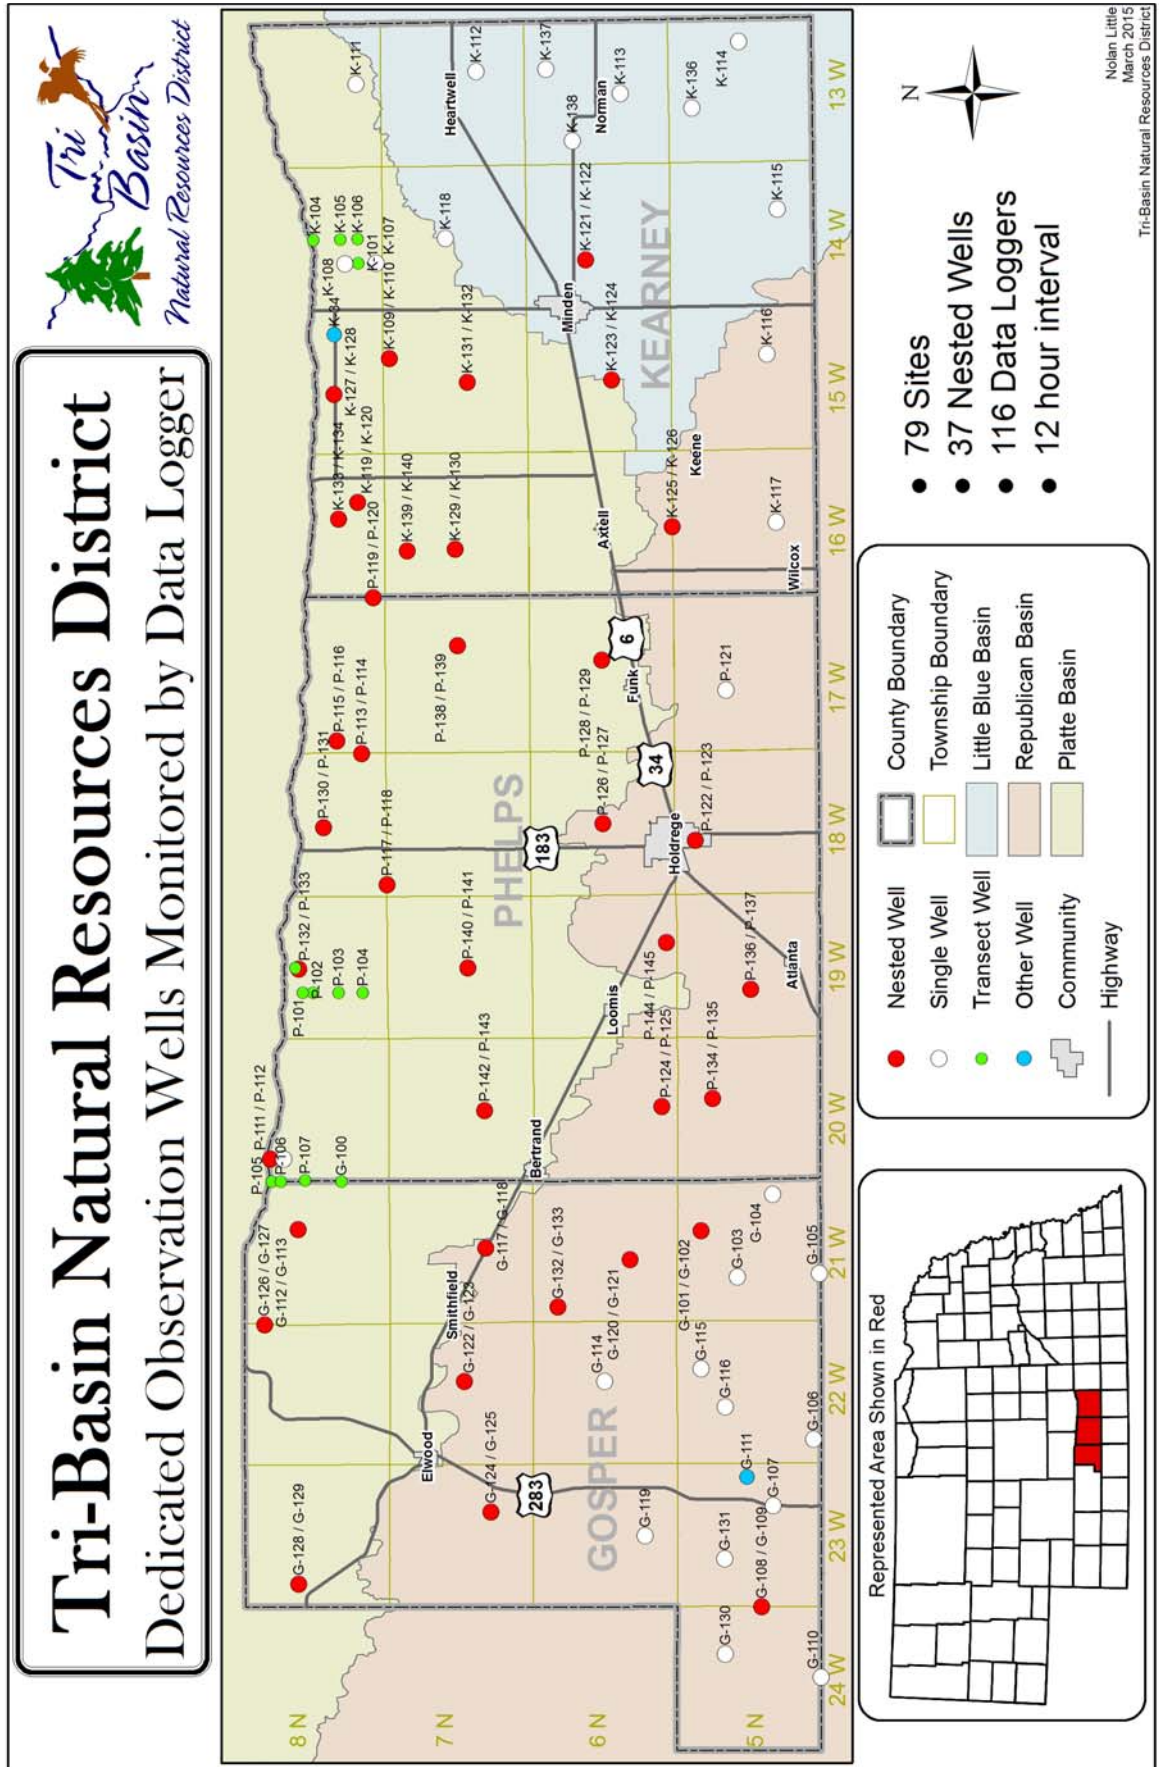 Tri-Basin Natural Resources District
Dedicated Observation Wells Monitored by Data Logger
Tri
Basin
Natural Resources District
8 N
7 N
6 N
5 N
24 W
23 W
22 W
21 W
20 W
19 W
18 W
17 W
16 W
15 W
14 W
13 W
GOSPER
PHELPS
KEARNEY
283
183
34
6
Elwood
Smithfield
Bertrand
Loomis
Holdrege
Atlanta
Funk
Axtell
Wilcox
Keene
Minden
Heartwell
Norman
G-128 / G-129
G-126 / G-127
G-112 / G-113
G-124 / G-125
G-122 / G-123
G-117 / G-118
G-132 / G-133
G-114
G-120 / G-121
G-101 / G-102
G-115
G-116
G-103
G-104
G-105
G-106
G-111
G-107
G-119
G-131
G-108 / G-109
G-130
G-110
P-105
P-111 / P-112
P-106
P-107
G-100
P-142 / P-143
P-101
P-132 / P-133
P-102
P-103
P-104
P-140 / P-141
P-117 / P-118
P-130 / P-131
P-115 / P-116
P-113 / P-114
P-138 / P-139
P-128 / P-129
P-126 / P-127
P-122 / P-123
P-121
P-144 / P-145
P-124 / P-125
P-134 / P-135
P-136 / P-137
P-119 / P-120
K-133 / K-134
K-119 / K-120
K-139 / K-140
K-129 / K-130
K-125 / K-126
K-117
K-34
K-127 / K-128
K-109 / K-110
K-131 / K-132
K-123 / K-124
K-116
K-104
K-105
K-106
K-108
K-101
K-107
K-118
K-121 / K-122
K-115
K-111
K-112
K-137
K-138
K-113
K-136
K-114
Represented Area Shown in Red
Nested Well
Single Well
Transect Well
Other Well
Community
Highway
County Boundary
Township Boundary
Little Blue Basin
Republican Basin
Platte Basin
• 79 Sites
• 37 Nested Wells
• 116 Data Loggers
• 12 hour interval
N
Nolan Little
March 2015
Tri-Basin Natural Resources District